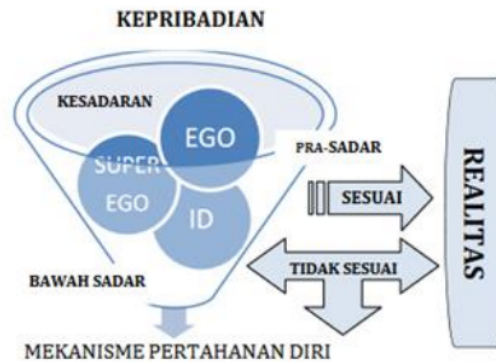 KEPRIBADIAN
KESADARAN
EGO
SUPER
EGO
ID
PRA-SADAR
SESUAI
TIDAK SESUAI
REALITAS
BAWAH SADAR
MEKANISME PERTAHANAN DIRI